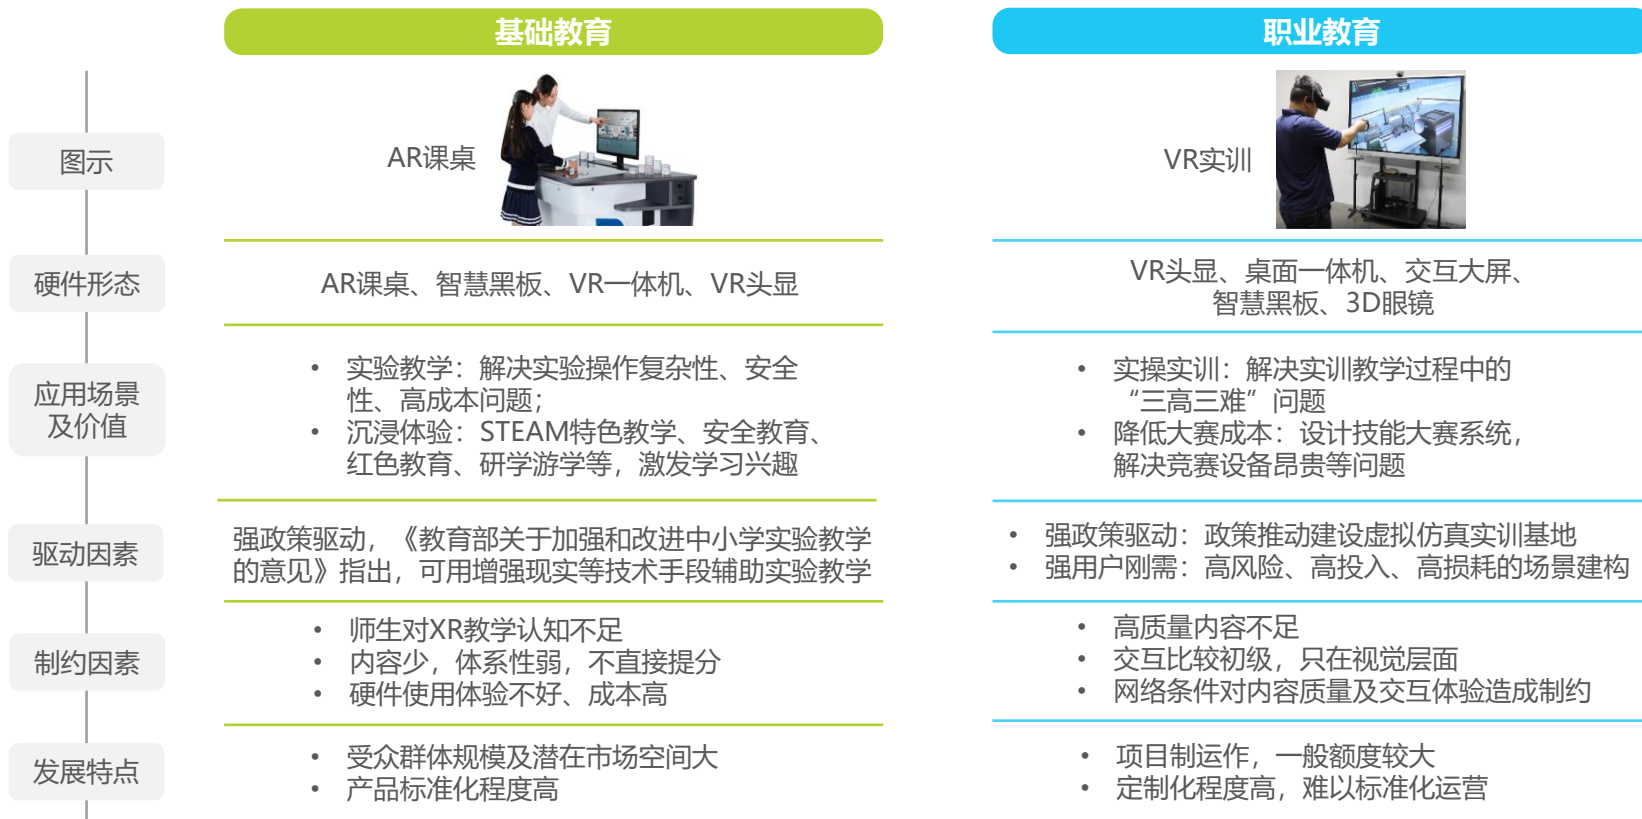 基础教育
职业教育
图示
AR课桌
VR实训
硬件形态
AR课桌、智慧黑板、VR一体机、VR头显
VR头显、桌面一体机、交互大屏、
智慧黑板、3D眼镜
应用场景
及价值
• 实验教学：解决实验操作复杂性、安全
性、高成本问题；
• 沉浸体验：STEAM特色教学、安全教育、
红色教育、研学游学等，激发学习兴趣
• 实操实训：解决实训教学过程中的
“三高三难”问题
• 降低大赛成本：设计技能大赛系统，
解决竞赛设备昂贵等问题
驱动因素
强政策驱动，《教育部关于加强和改进中小学实验教学
的意见》指出，可用增强现实等技术手段辅助实验教学
• 强政策驱动：政策推动建设虚拟仿真实训基地
• 强用户刚需：高风险、高投入、高损耗的场景建构
制约因素
• 师生对XR教学认知不足
• 内容少，体系性弱，不直接提分
• 硬件使用体验不好、成本高
• 高质量内容不足
• 交互比较初级，只在视觉层面
• 网络条件对内容质量及交互体验造成制约
发展特点
• 受众群体规模及潜在市场空间大
• 产品标准化程度高
• 项目制运作，一般额度较大
• 定制化程度高，难以标准化运营